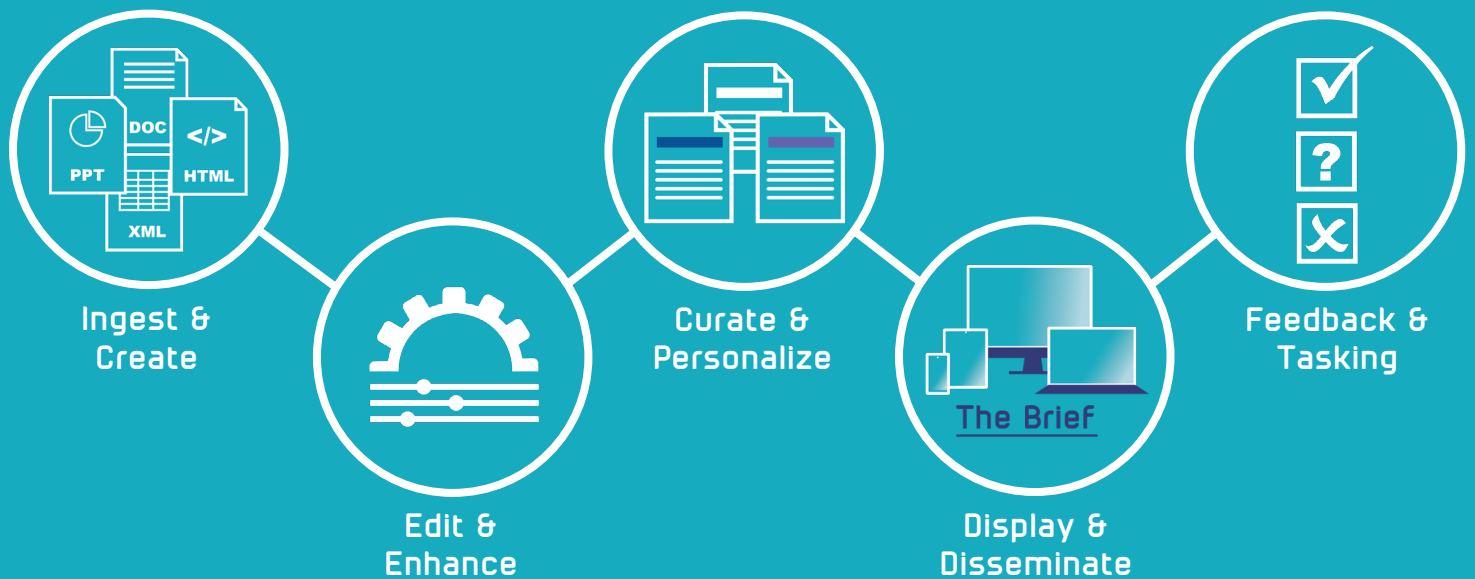 DOC
PPT
</>
HTML
XML
Ingest &
Create
Edit &
Enhance
Curate &
Personalize
The Brief
Display &
Disseminate
?
Feedback &
Tasking